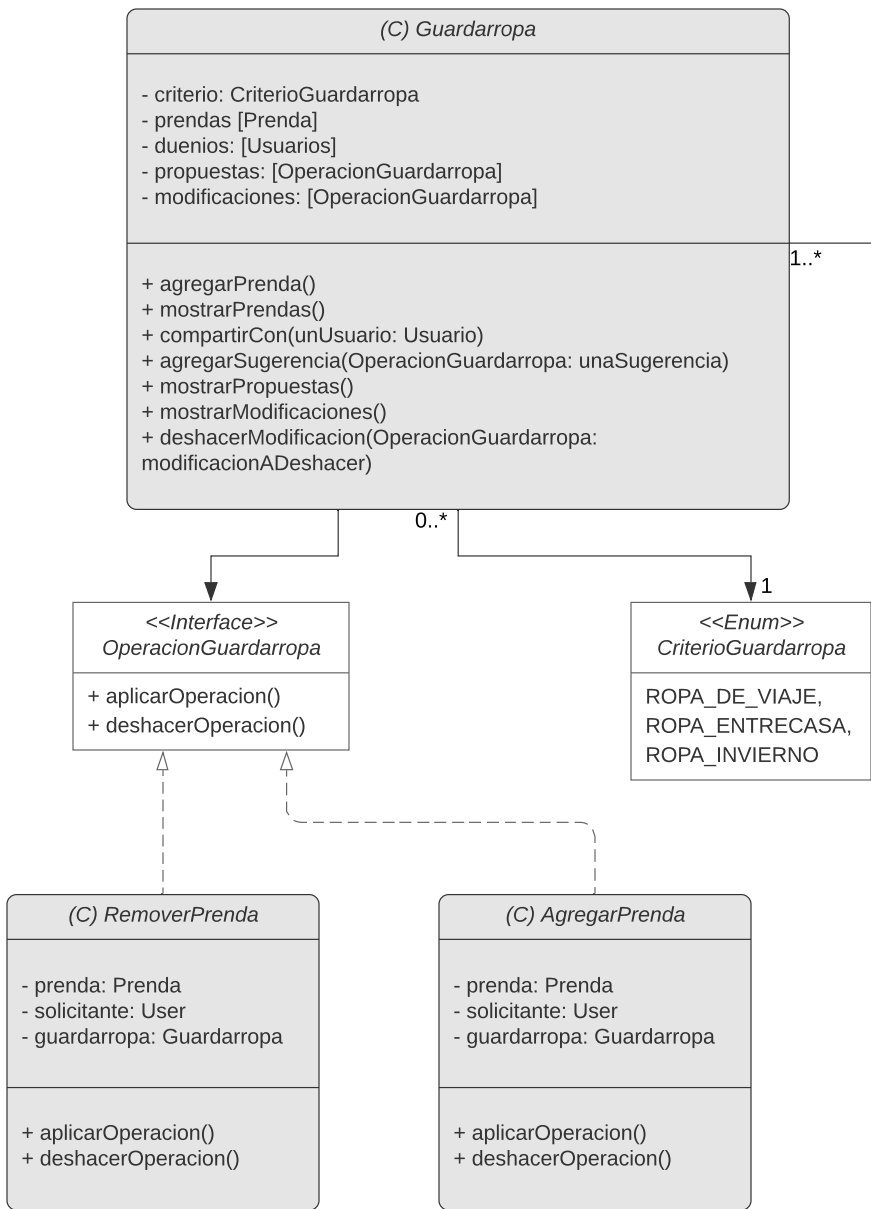 (C) Guardarropa
- criterio: CriterioGuardarropa
- prendas [Prenda]
- duenios: [Usuarios]
- propuestas: [OperacionGuardarropa]
- modificaciones: [OperacionGuardarropa]
1..*
+ agregarPrenda()
+ mostrarPrendas()
+ compartirCon(unUsuario: Usuario)
+ agregarSugerencia(OperacionGuardarropa: unaSugerencia)
+ mostrarPropuestas()
+ mostrarModificaciones()
+ deshacerModificacion(OperacionGuardarropa:
modificacionADeshacer)
0..*
1
<<Interface>>
OperacionGuardarropa
+ aplicarOperacion()
+ deshacerOperacion()
<<Enum>>
CriterioGuardarropa
ROPA_DE_VIAJE,
ROPA_ENTRECASA,
ROPA_INVIERNO
(C) RemoverPrenda
- prenda: Prenda
- solicitante: User
- guardarropa: Guardarropa
+ aplicarOperacion()
+ deshacerOperacion()
(C) AgregarPrenda
- prenda: Prenda
- solicitante: User
- guardarropa: Guardarropa
+ aplicarOperacion()
+ deshacerOperacion()